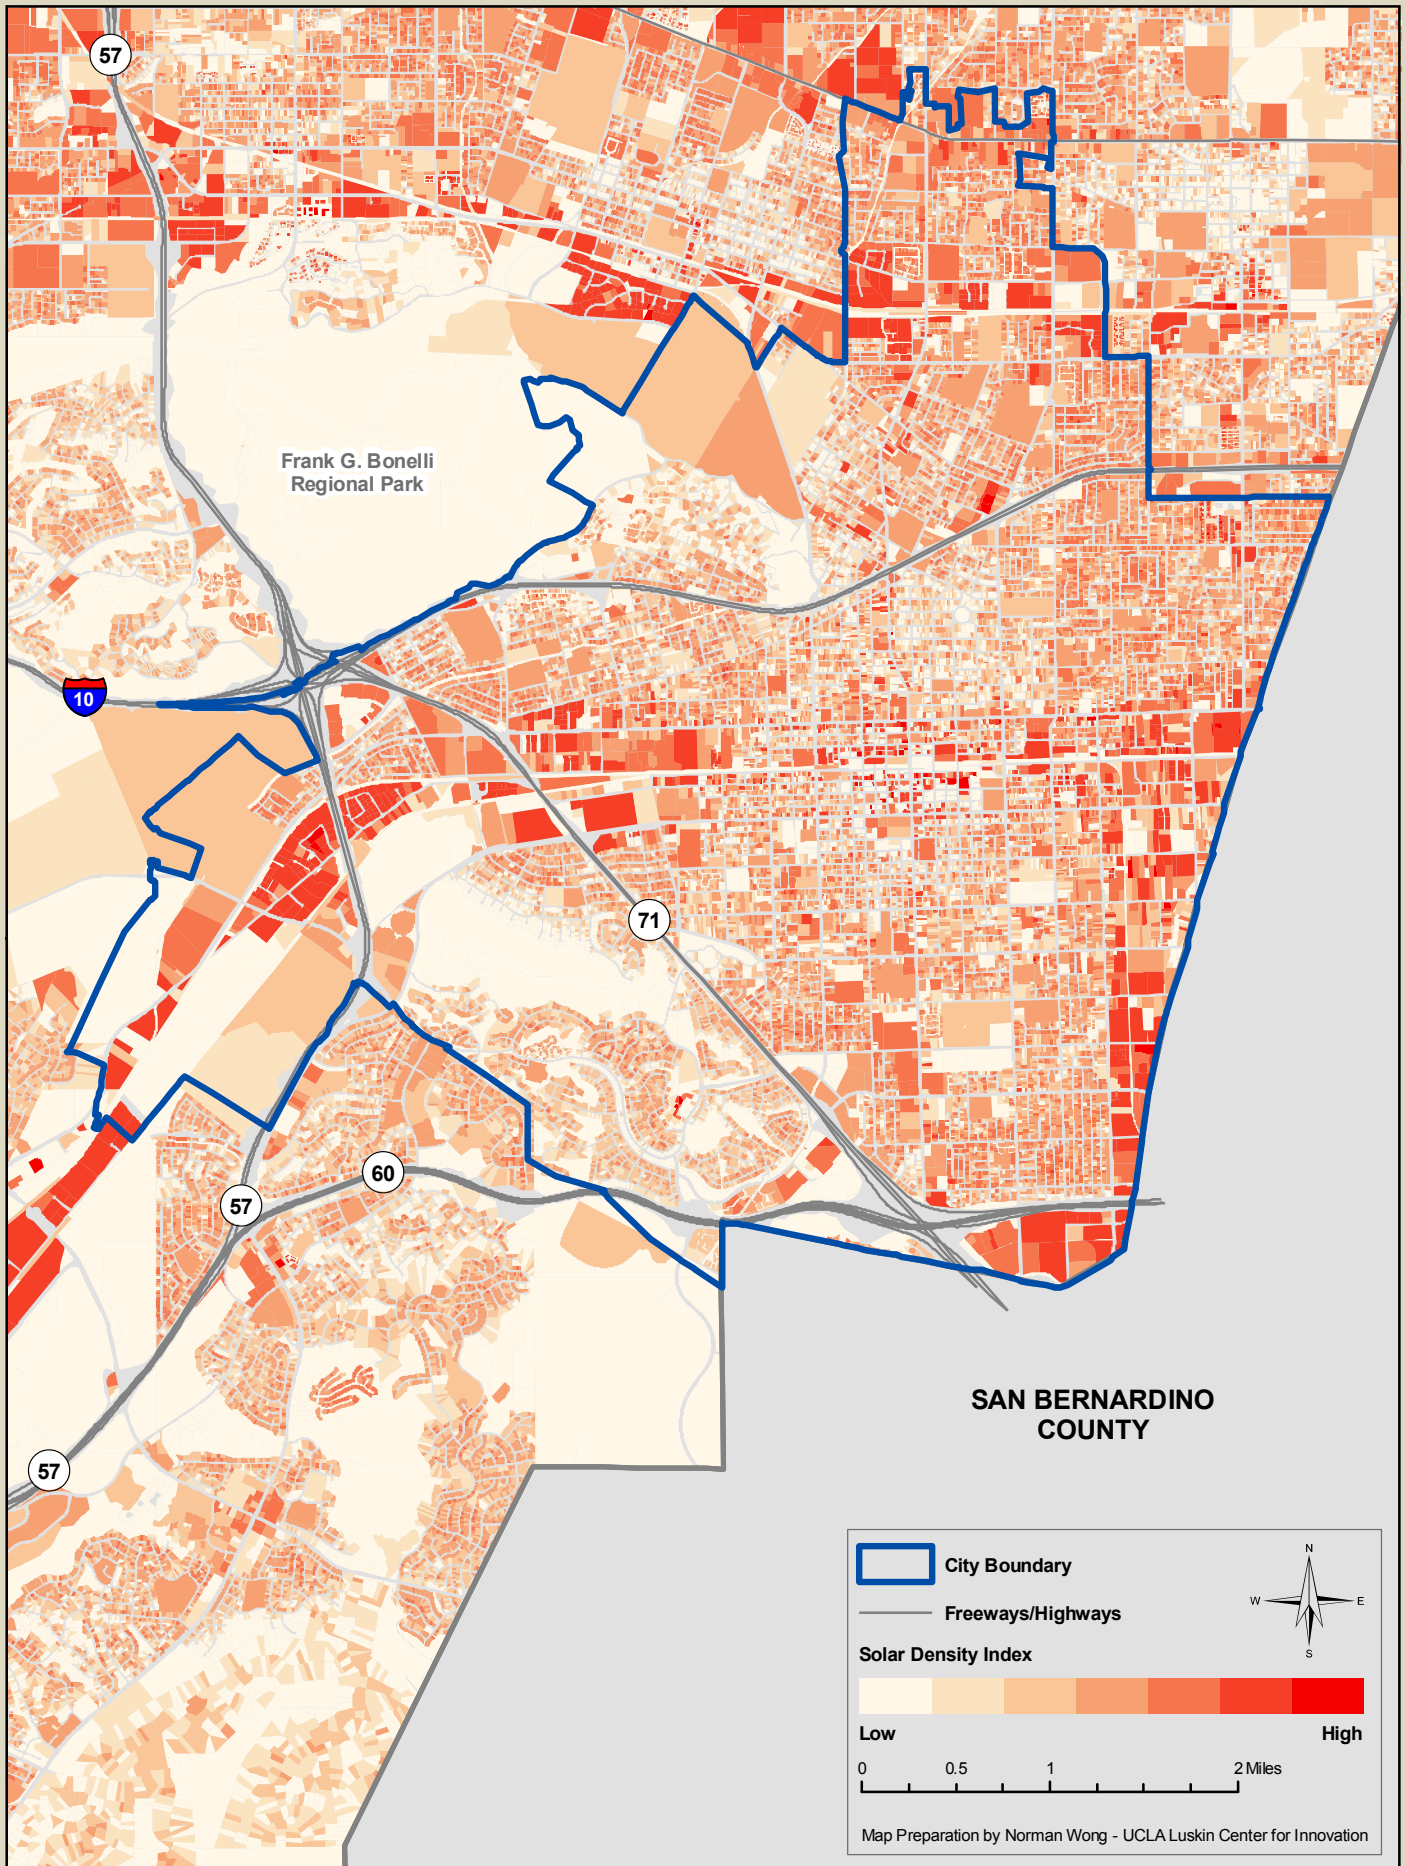 57
Frank G. Bonelli
Regional Park
10
71
60
57
57
SAN BERNARDINO
COUNTY
City Boundary
Freeways/Highways
N
W
E
S
Solar Density Index
Low
High
0
0.5
1
2 Miles
Map Preparation by Norman Wong - UCLA Luskin Center for Innovation